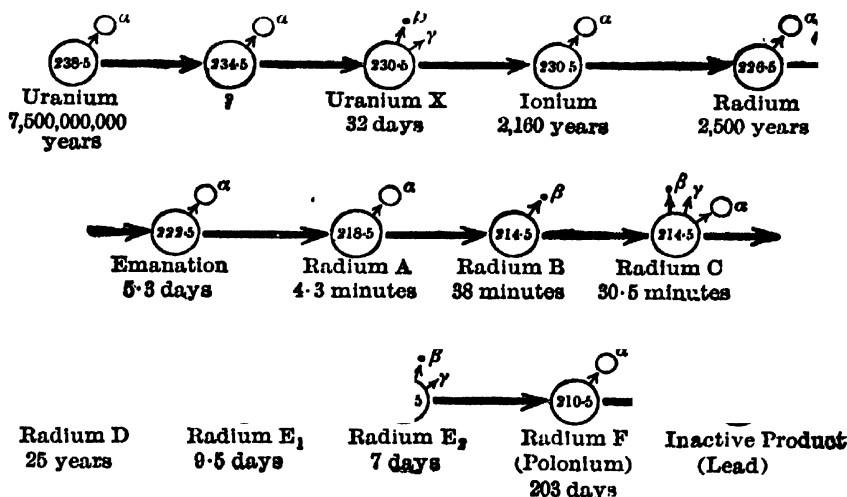 α α β γ α α
238·5 234·5 230·5 230·5 226·5
Uranium ? Uranium X Ionium Radium
7,500,000,000 32 days 2,160 years 2,500 years
years
α α β β γ α
222·5 218·5 214·5 214·5
Emanation Radium A Radium B Radium C
5·3 days 4·3 minutes 38 minutes 30·5 minutes
β γ α
5 210·5
Radium D Radium E₁ Radium E₂ Radium F Inactive Product
25 years 9·5 days 7 days (Polonium) (Lead)
203 days